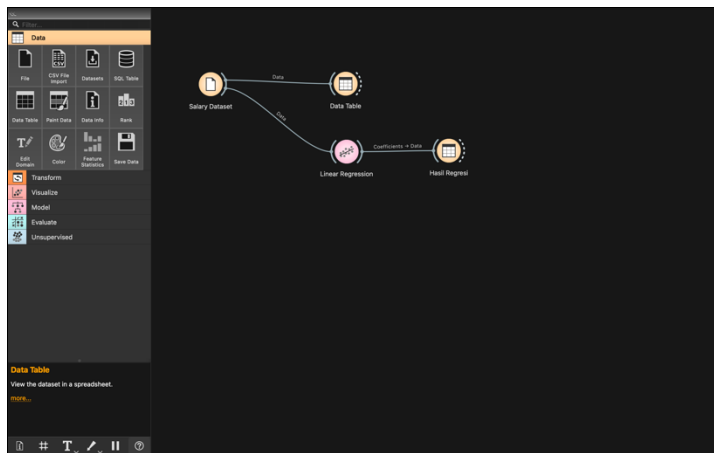 Filter...
Data
File
CSV File Import
Datasets
SQL Table
Data Table
Paint Data
Data Info
Rank
Edit Domain
Color
Feature Statistics
Save Data
Transform
Visualize
Model
Evaluate
Unsupervised
Data Table
View the dataset in a spreadsheet.
more...
Data
Salary Dataset
Data Table
Data
Coefficients → Data
Linear Regression
Hasil Regresi